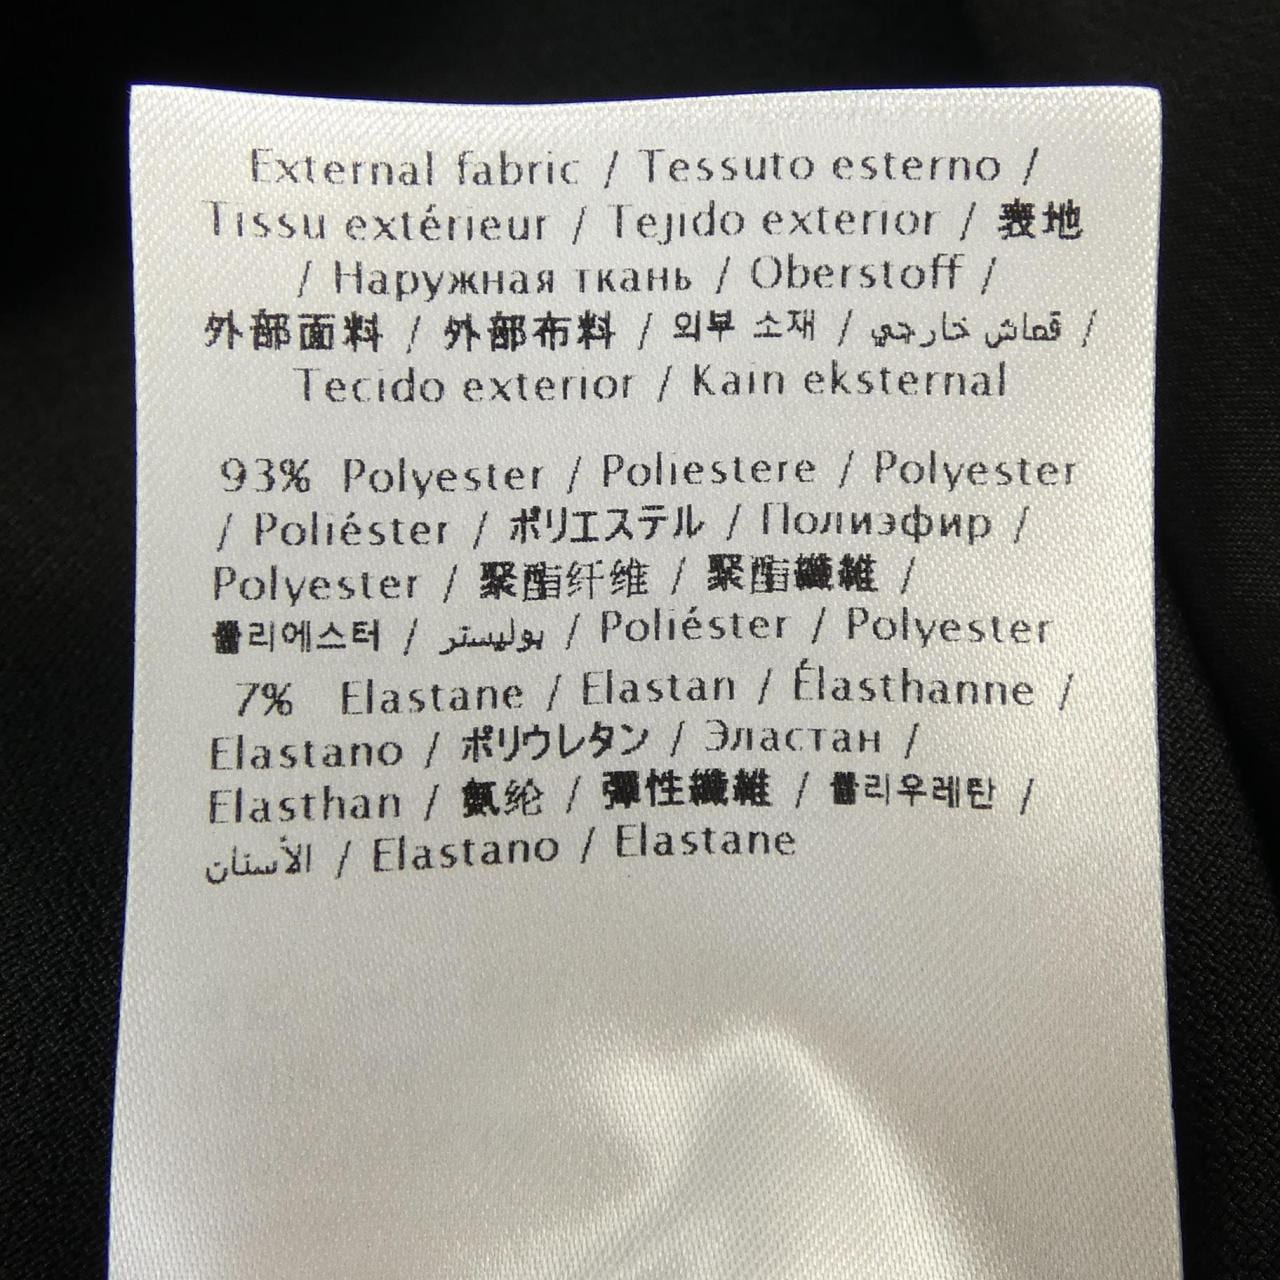 External fabric / Tessuto esterno /
Tissu extérieur / Tejido exterior / 表地
/ Наружная ткань / Oberstoff /
外部面料 / 外部布料 / 외부 소재 / قماش خارجي /
Tecido exterior / Kain eksternal
93% Polyester / Poliestere / Polyester
/ Poliéster / ポリエステル / Полиэфир /
Polyester / 聚酯纤维 / 聚酯纖維 /
폴리에스터 / بوليستر / Poliéster / Polyester
7% Elastane / Elastan / Élasthanne /
Elastano / ポリウレタン / Эластан /
Elasthan / 氨纶 / 彈性纖維 / 폴리우레탄 /
الأستان / Elastano / Elastane